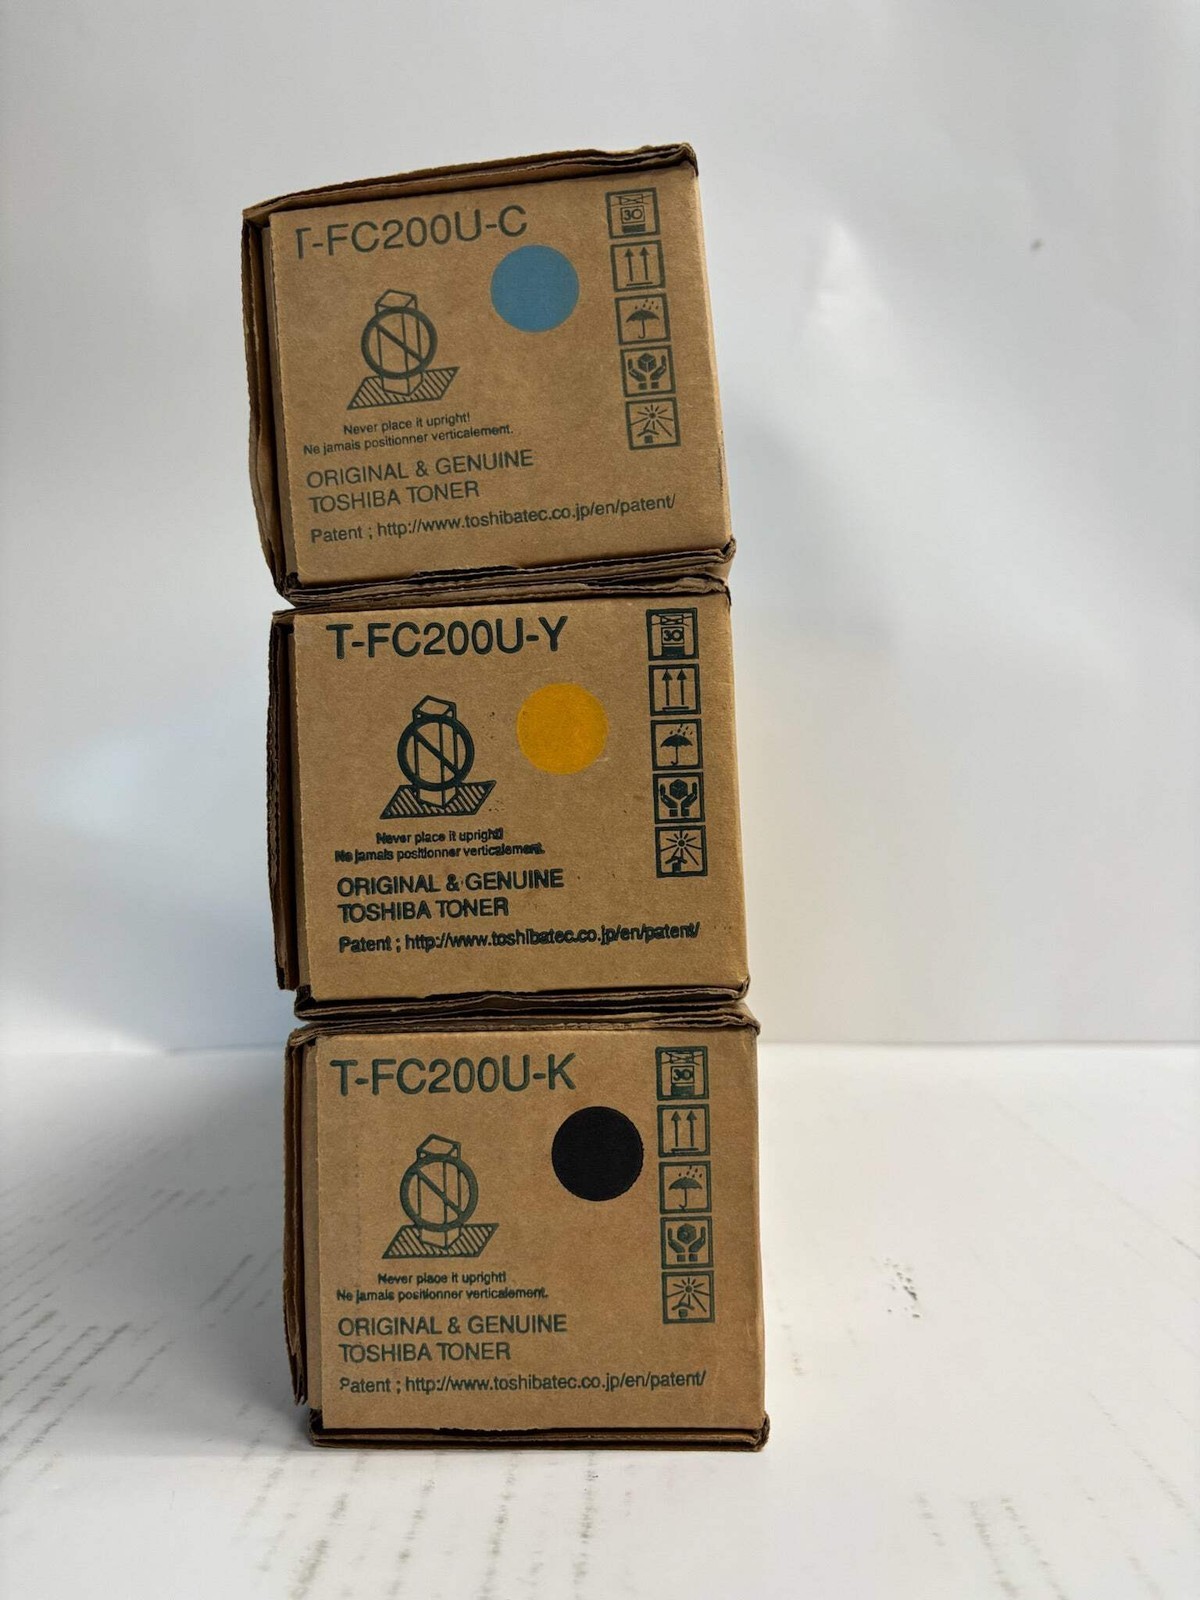 T-FC200U-C
30
Never place it upright!
Ne jamais positionner verticalement.
ORIGINAL & GENUINE
TOSHIBA TONER
Patent ; http://www.toshibatec.co.jp/en/patent/
T-FC200U-Y
30
Never place it upright!
Ne jamais positionner verticalement.
ORIGINAL & GENUINE
TOSHIBA TONER
Patent ; http://www.toshibatec.co.jp/en/patent/
T-FC200U-K
30
Never place it upright!
Ne jamais positionner verticalement.
ORIGINAL & GENUINE
TOSHIBA TONER
Patent ; http://www.toshibatec.co.jp/en/patent/